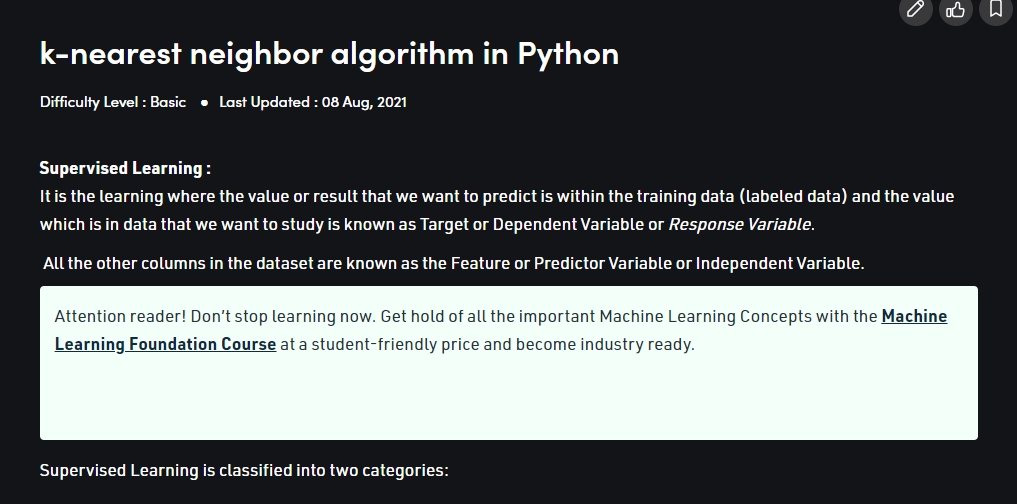 k-nearest neighbor algorithm in Python
Difficulty Level : Basic ● Last Updated : 08 Aug, 2021
Supervised Learning :
It is the learning where the value or result that we want to predict is within the training data (labeled data) and the value
which is in data that we want to study is known as Target or Dependent Variable or Response Variable.
All the other columns in the dataset are known as the Feature or Predictor Variable or Independent Variable.
Attention reader! Don't stop learning now. Get hold of all the important Machine Learning Concepts with the Machine
Learning Foundation Course at a student-friendly price and become industry ready.
Supervised Learning is classified into two categories: